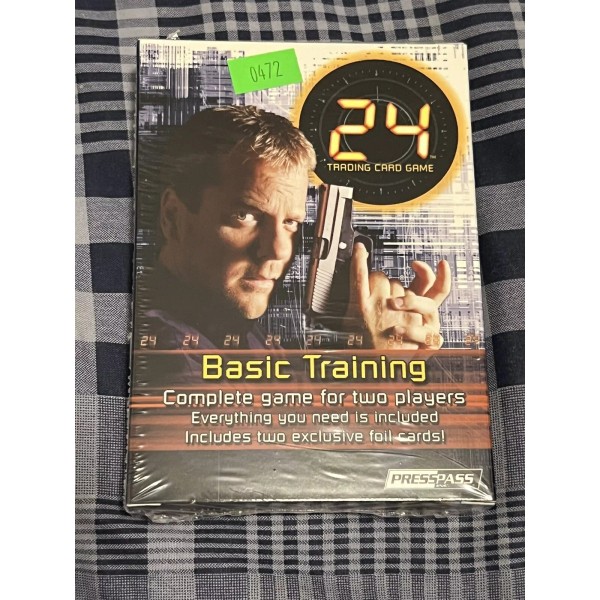 0472
24
TRADING CARD GAME
24 24 24 24 24 24 24 24
Basic Training
Complete game for two players
Everything you need is included
Includes two exclusive foil cards!
PRESSPASS